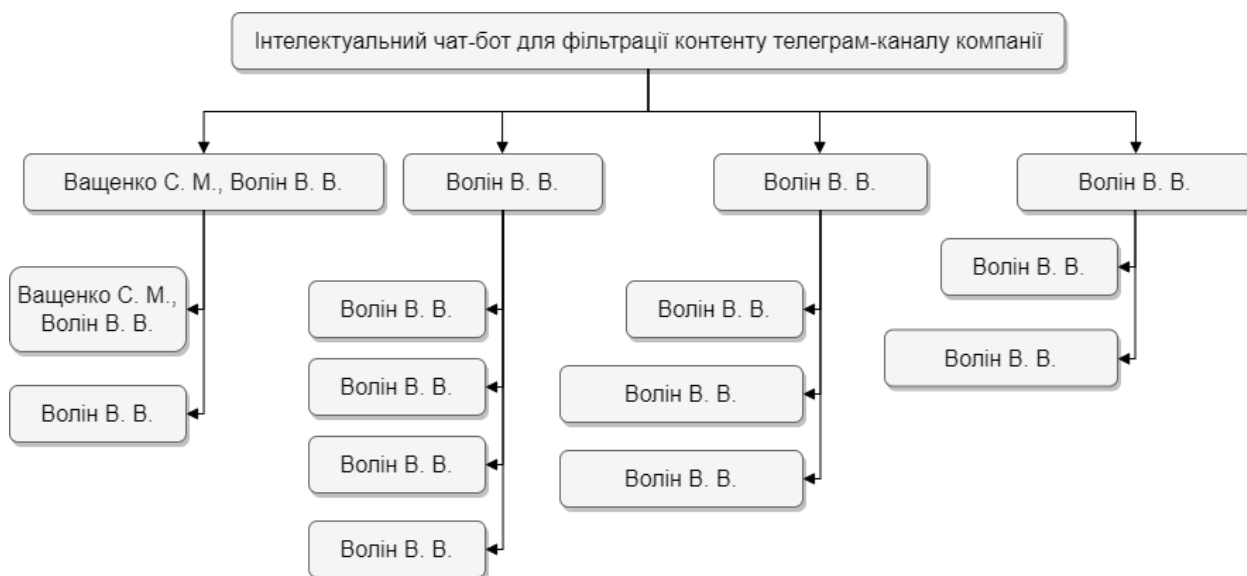 Інтелектуальний чат-бот для фільтрації контенту телеграм-каналу компанії
Ващенко С. М., Волін В. В.
Волін В. В.
Волін В. В.
Волін В. В.
Ващенко С. М.,
Волін В. В.
Волін В. В.
Волін В. В.
Волін В. В.
Волін В. В.
Волін В. В.
Волін В. В.
Волін В. В.
Волін В. В.
Волін В. В.
Волін В. В.